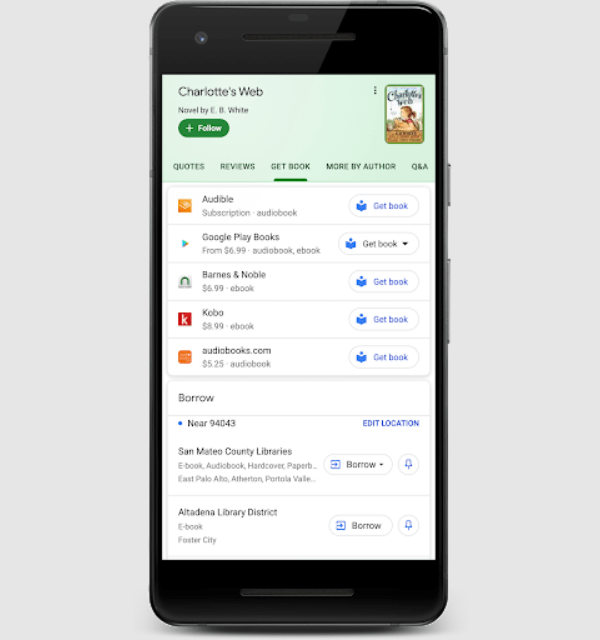 Charlotte's Web
Novel by E. B. White
+ Follow
Charlotte's
Web
QUOTES REVIEWS GET BOOK MORE BY AUTHOR Q&A
Audible
Subscription · audiobook
Get book
Google Play Books
From $6.99 · audiobook, ebook
Get book
Barnes & Noble
$6.99 · ebook
Get book
Kobo
$8.99 · ebook
Get book
audiobooks.com
$5.25 · audiobook
Get book
Borrow
Near 94043 EDIT LOCATION
San Mateo County Libraries
E-book, Audiobook, Hardcover, Paperb...
East Palo Alto, Atherton, Portola Valle...
Borrow
Altadena Library District
E-book
Foster City
Borrow